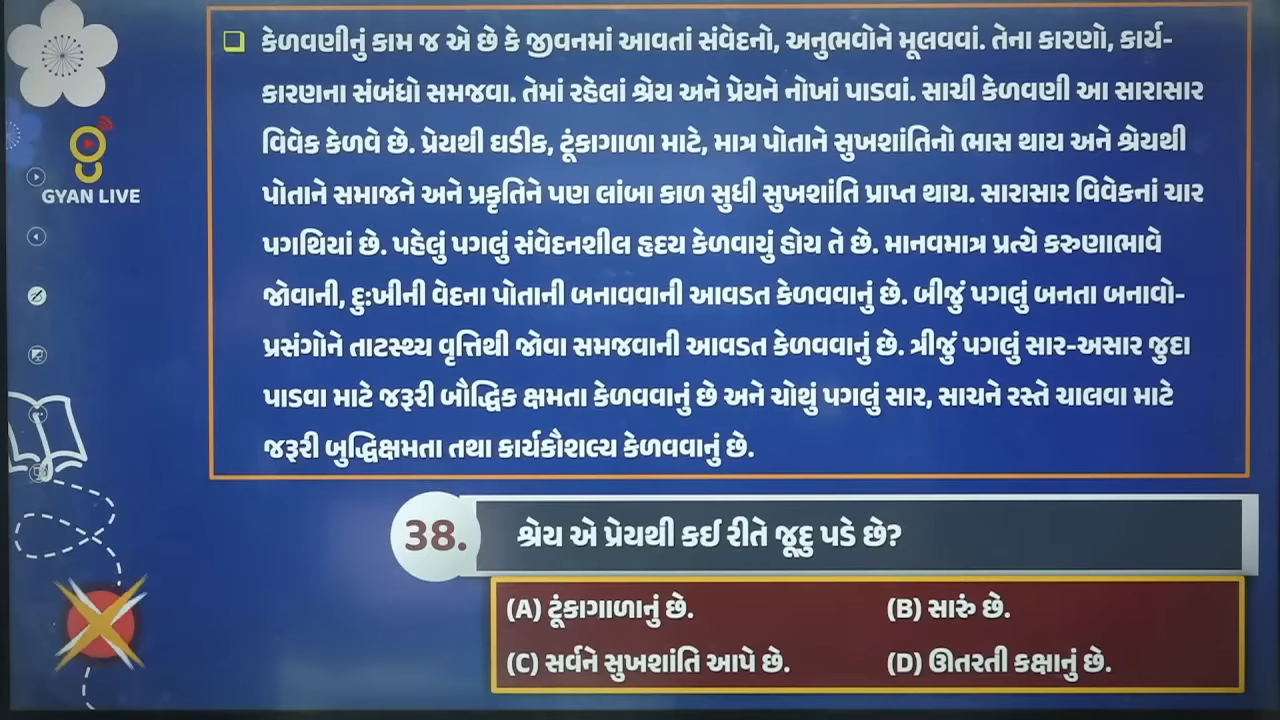 કેળવણીનું કામ જ એ છે કે જીવનમાં આવતાં સંવેદનો, અનુભવોને મૂલવવાં. તેના કારણો, કાર્ય-
કારણના સંબંધો સમજવા. તેમાં રહેલાં શ્રેય અને પ્રેયને નોખાં પાડવાં. સાચી કેળવણી આ સારાસાર
વિવેક કેળવે છે. પ્રેયથી ઘડીક, ટૂંકાગાળા માટે, માત્ર પોતાને સુખશાંતિનો ભાસ થાય અને શ્રેયથી
પોતાને સમાજને અને પ્રકૃતિને પણ લાંબા કાળ સુધી સુખશાંતિ પ્રાપ્ત થાય. સારાસાર વિવેકનાં ચાર
પગથિયાં છે. પહેલું પગલું સંવેદનશીલ હૃદય કેળવાયું હોય તે છે. માનવમાત્ર પ્રત્યે કરુણાભાવે
જોવાની, દુઃખીની વેદના પોતાની બનાવવાની આવડત કેળવવાનું છે. બીજું પગલું બનતા બનાવો-
પ્રસંગોને તાટસ્થ્ય વૃત્તિથી જોવા સમજવાની આવડત કેળવવાનું છે. ત્રીજું પગલું સાર-અસાર જુદા
પાડવા માટે જરૂરી બૌદ્ધિક ક્ષમતા કેળવવાનું છે અને ચોથું પગલું સાર, સાચને રસ્તે ચાલવા માટે
જરૂરી બુદ્ધિક્ષમતા તથા કાર્યકૌશલ્ય કેળવવાનું છે.
GYAN LIVE
38. શ્રેય એ પ્રેયથી કઈ રીતે જૂદુ પડે છે?
(A) ટૂંકાગાળાનું છે. (B) સારું છે.
(C) સર્વને સુખશાંતિ આપે છે. (D) ઊતરતી કક્ષાનું છે.